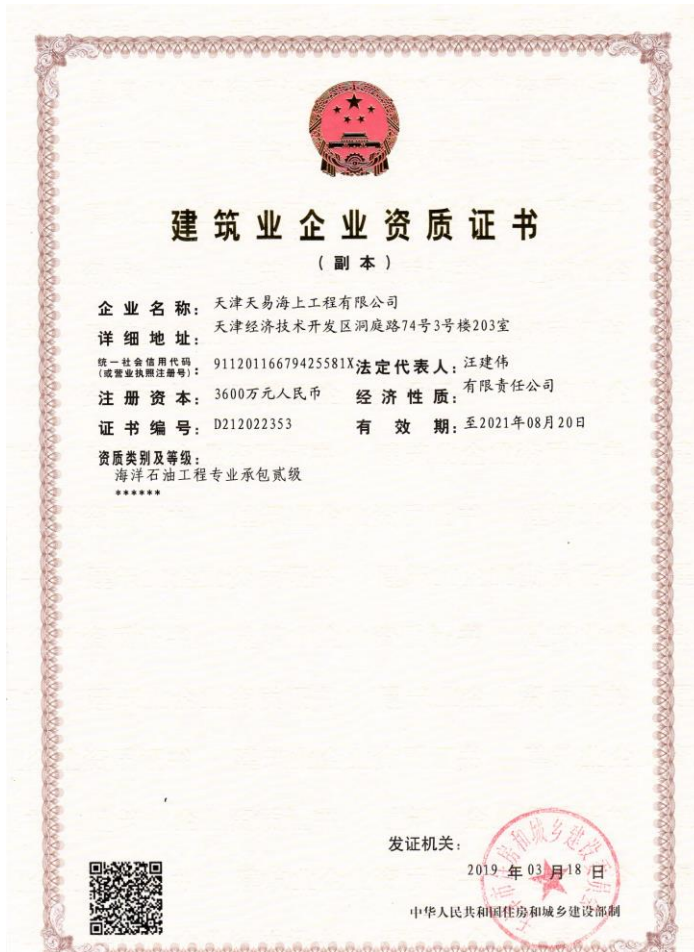 建筑业企业资质证书
（副本）
企业名称：天津天易海上工程有限公司
详细地址：天津经济技术开发区洞庭路74号3号楼203室
统一社会信用代码（或营业执照注册号）：91120116679425581X 法定代表人：汪建伟
注册资本：3600万元人民币 经济性质：有限责任公司
证书编号：D212022353 有效期：至2021年08月20日
资质类别及等级：
海洋石油工程专业承包贰级
******
发证机关：
2019年03月18日
中华人民共和国住房和城乡建设部制